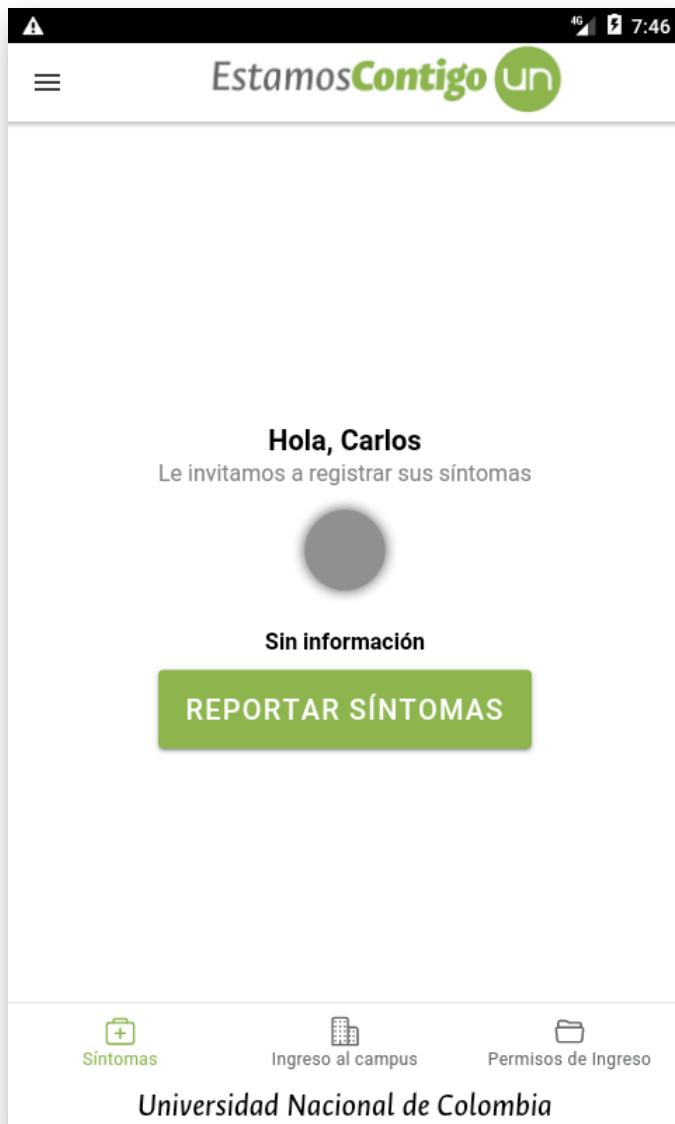 4G 7:46
EstamosContigo un
Hola, Carlos
Le invitamos a registrar sus síntomas
Sin información
REPORTAR SÍNTOMAS
Síntomas
Ingreso al campus
Permisos de Ingreso
Universidad Nacional de Colombia